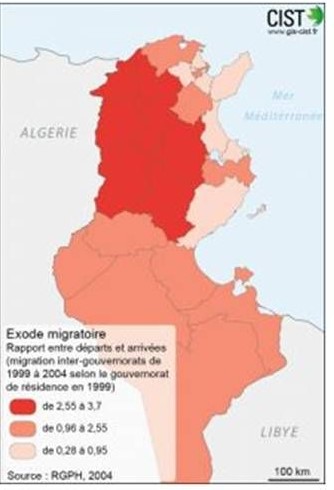 CIST
www.gis-cist.fr
Mer
Méditerranée
ALGERIE
Exode migratoire
Rapport entre départs et arrivées
(migration inter-gouvernorats de
1999 à 2004 selon le gouvernorat
de résidence en 1999)
de 2,55 à 3,7
de 0,96 à 2,55
de 0,28 à 0,95
LIBYE
Source : RGPH, 2004
100 km